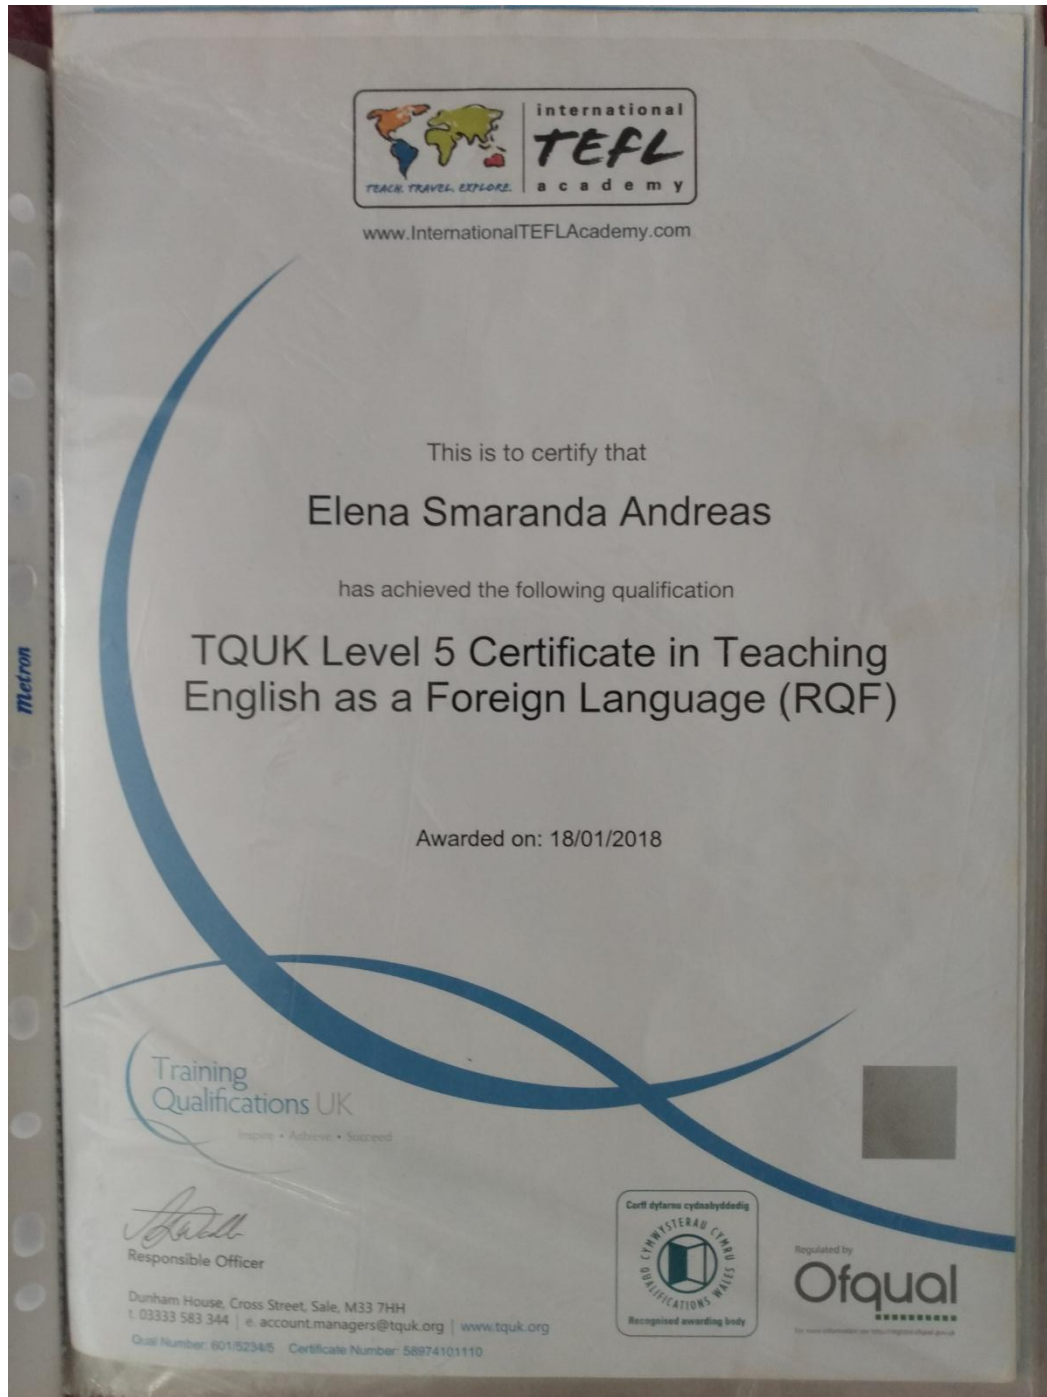 international
TEFL
academy
TEACH. TRAVEL. EXPLORE.
www.InternationalTEFLAcademy.com
This is to certify that
Elena Smaranda Andreas
has achieved the following qualification
TQUK Level 5 Certificate in Teaching
English as a Foreign Language (RQF)
metron
Awarded on: 18/01/2018
Training
Qualifications UK
Inspire • Achieve • Succeed
Responsible Officer
Dunham House, Cross Street, Sale, M33 7HH
t. 03333 583 344 | e. account.managers@tquk.org | www.tquk.org
Qual Number: 601/5234/5 Certificate Number: 58974101110
Corff dyfarnu cydnabyddedig
CYMWYSTERAU CYMRU
QUALIFICATIONS WALES
Recognised awarding body
Regulated by
Ofqual